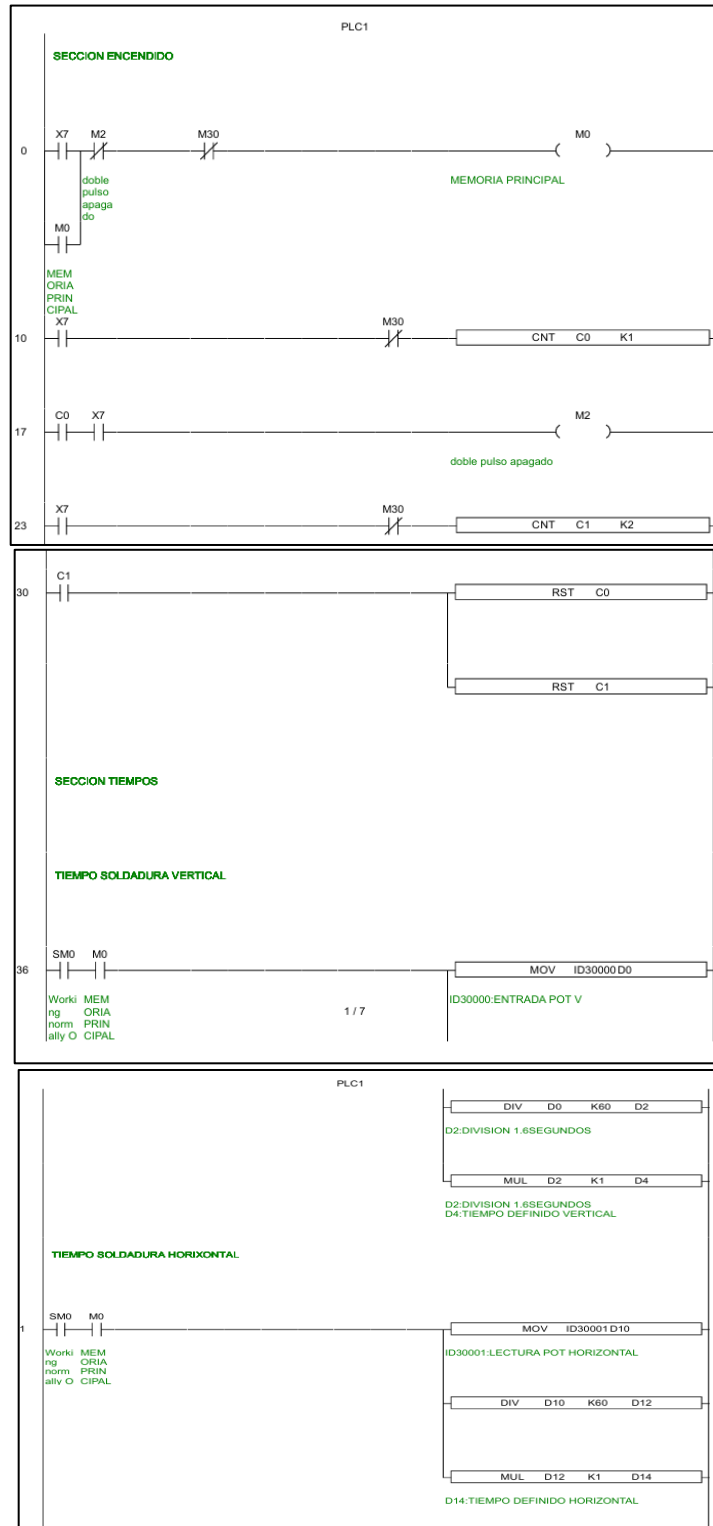 PLC1
SECCION ENCENDIDO
X7 M2 M30 M0
0
doble
pulso
apaga
do
MEMORIA PRINCIPAL
M0
MEM
ORIA
PRIN
CIPAL
X7 M30
10 CNT C0 K1
C0 X7 M2
17
doble pulso apagado
X7 M30
23 CNT C1 K2
C1
30 RST C0
RST C1
SECCION TIEMPOS
TIEMPO SOLDADURA VERTICAL
SM0 M0
36 MOV ID30000 D0
Worki MEM
ng ORIA
norm PRIN
ally O CIPAL
ID30000:ENTRADA POT V
1 / 7
PLC1
DIV D0 K60 D2
D2:DIVISION 1.6SEGUNDOS
MUL D2 K1 D4
D2:DIVISION 1.6SEGUNDOS
D4:TIEMPO DEFINIDO VERTICAL
TIEMPO SOLDADURA HORIXONTAL
SM0 M0
1 MOV ID30001 D10
Worki MEM
ng ORIA
norm PRIN
ally O CIPAL
ID30001:LECTURA POT HORIZONTAL
DIV D10 K60 D12
MUL D12 K1 D14
D14:TIEMPO DEFINIDO HORIZONTAL